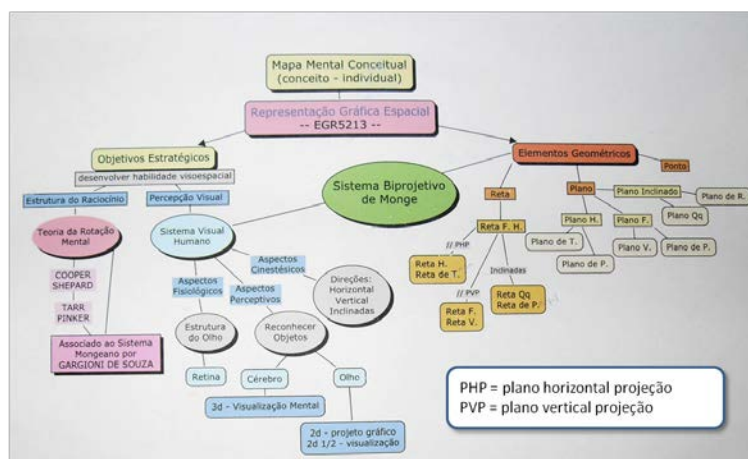 Mapa Mental Conceitual
(conceito - individual)
Representação Gráfica Espacial
-- EGR5213 --
Objetivos Estratégicos
desenvolver habilidade visoespacial
Estrutura do Raciocínio
Percepção Visual
Teoria da Rotação
Mental
COOPER
SHEPARD
TARR
PINKER
Associado ao Sistema
Mongeano por
GARGIONI DE SOUZA
Sistema Visual
Humano
Aspectos
Fisiológicos
Aspectos
Perceptivos
Aspectos
Cinestésicos
Direções:
Horizontal
Vertical
Inclinadas
Estrutura
do Olho
Reconhecer
Objetos
Retina
Cérebro
Olho
3d - Visualização Mental
2d - projeto gráfico
2d 1/2 - visualização
Sistema Biprojetivo
de Monge
Elementos Geométricos
Reta
Plano
Ponto
Reta F. H.
// PHP
// PVP
Inclinadas
Reta H.
Reta de T.
Reta F.
Reta V.
Reta Qq
Reta de P.
Plano Inclinado
Plano de R.
Plano Qq
Plano H.
Plano F.
Plano de T.
Plano de P.
Plano V.
Plano de P.
PHP = plano horizontal projeção
PVP = plano vertical projeção